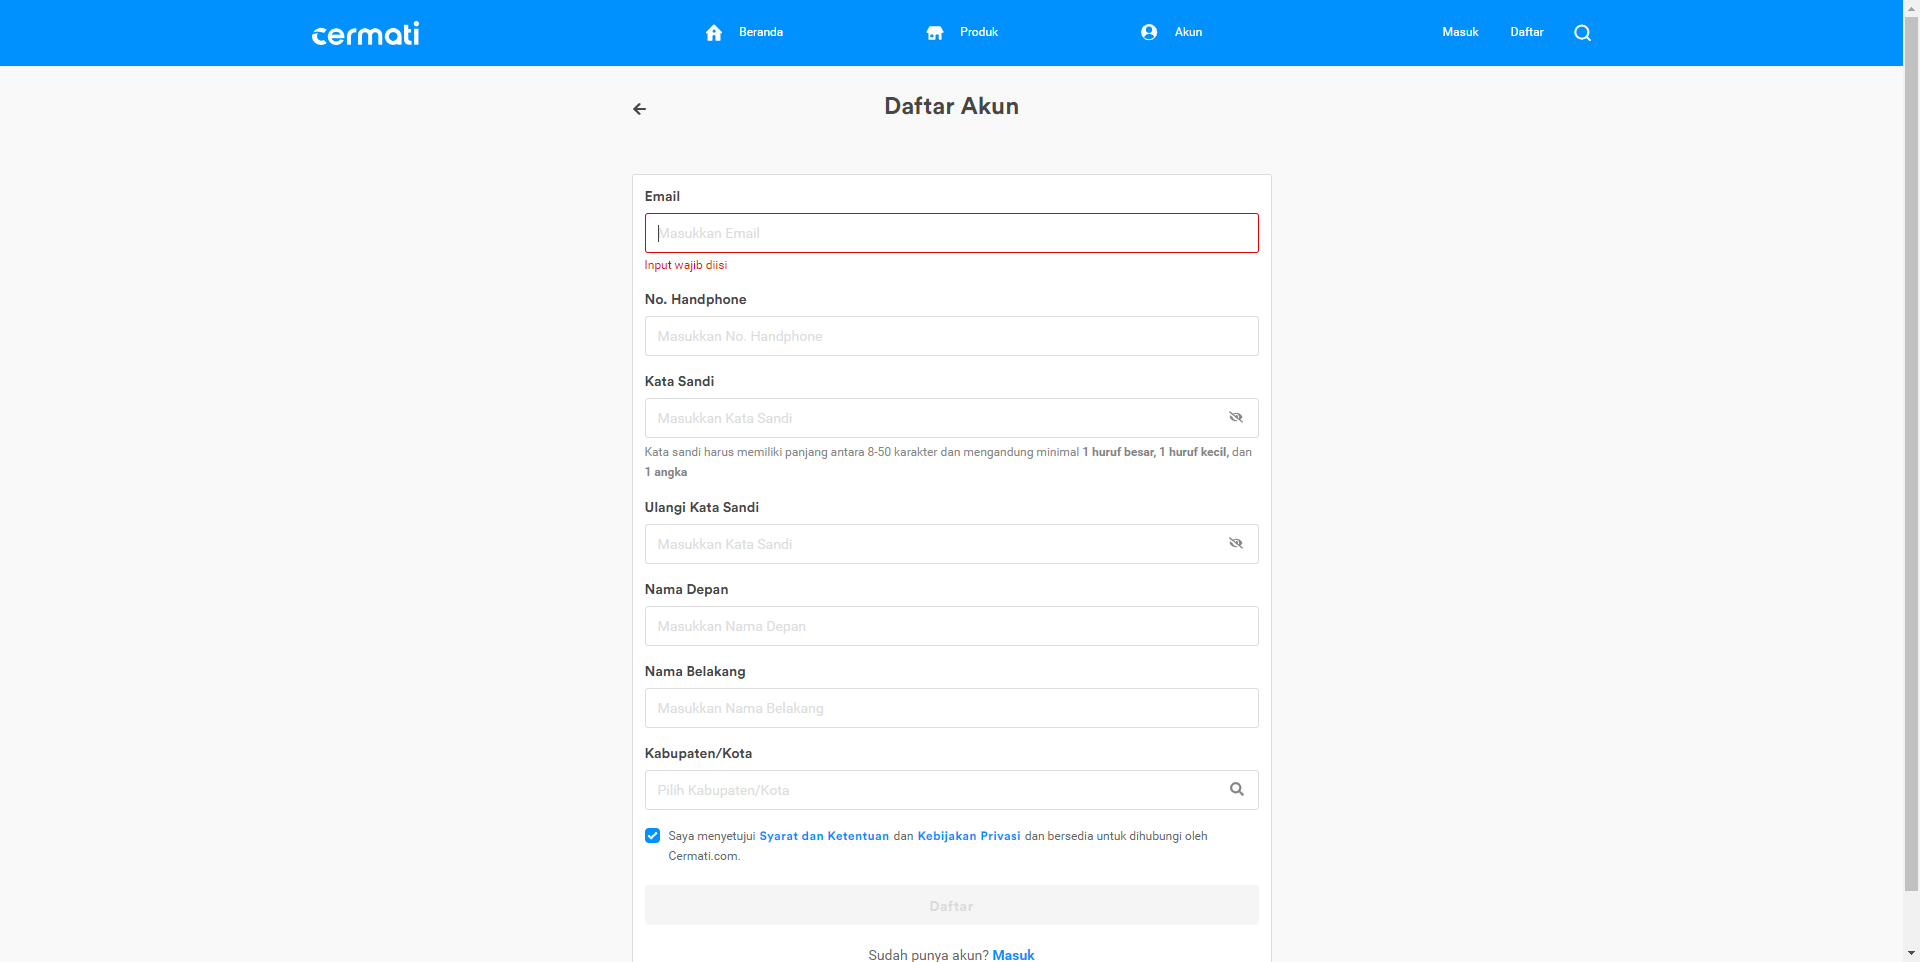 cermati
Beranda
Produk
Akun
Masuk
Daftar
Daftar Akun
Email
Masukkan Email
Input wajib diisi
No. Handphone
Masukkan No. Handphone
Kata Sandi
Masukkan Kata Sandi
Kata sandi harus memiliki panjang antara 8-50 karakter dan mengandung minimal 1 huruf besar, 1 huruf kecil, dan
1 angka
Ulangi Kata Sandi
Masukkan Kata Sandi
Nama Depan
Masukkan Nama Depan
Nama Belakang
Masukkan Nama Belakang
Kabupaten/Kota
Pilih Kabupaten/Kota
Saya menyetujui Syarat dan Ketentuan dan Kebijakan Privasi dan bersedia untuk dihubungi oleh
Cermati.com.
Daftar
Sudah punya akun? Masuk